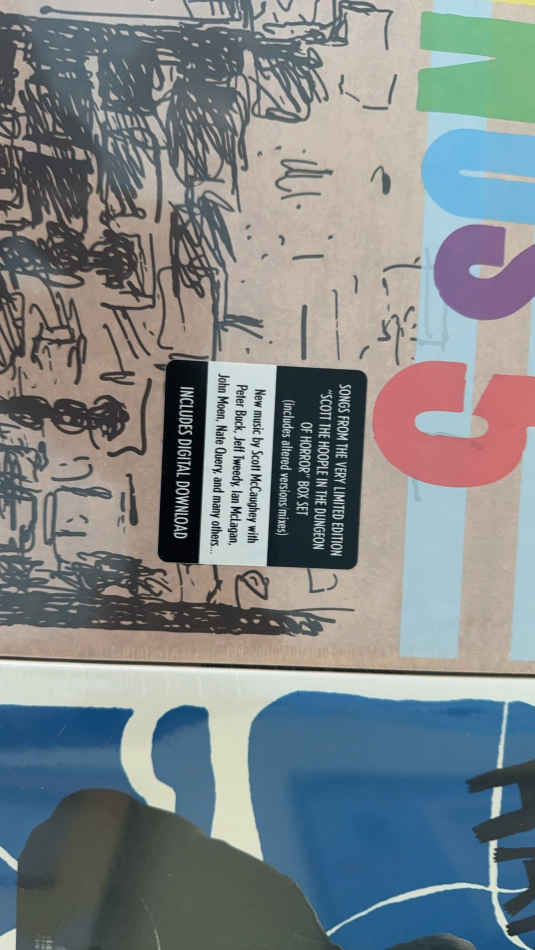 SONGS FROM THE VERY LIMITED EDITION
"SCOTT THE HOOPLE IN THE DUNGEON
OF HORROR" BOX SET
(includes altered versions/mixes)
New music by Scott McCaughey with
Peter Buck, Jeff Tweedy, Ian McLagan,
John Moen, Nate Query, and many others...
INCLUDES DIGITAL DOWNLOAD